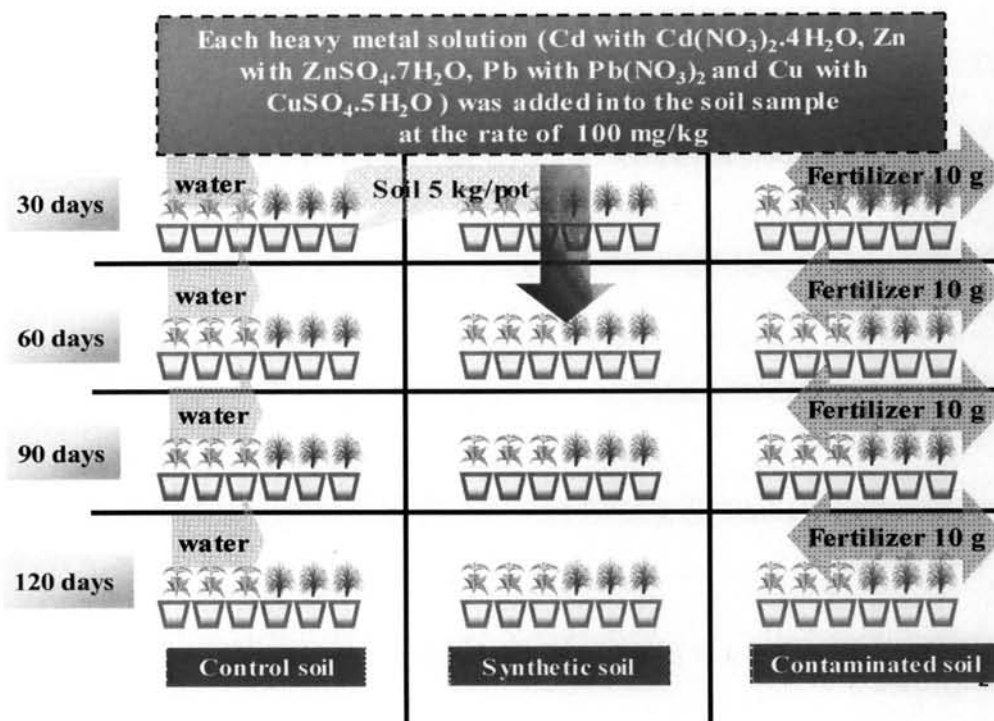 Each heavy metal solution (Cd with Cd(NO₃)₂.4H₂O, Zn
with ZnSO₄.7H₂O, Pb with Pb(NO₃)₂ and Cu with
CuSO₄.5H₂O ) was added into the soil sample
at the rate of 100 mg/kg
30 days
water
Soil 5 kg/pot
Fertilizer 10 g
60 days
water
Fertilizer 10 g
90 days
water
Fertilizer 10 g
120 days
water
Fertilizer 10 g
Control soil
Synthetic soil
Contaminated soil
2